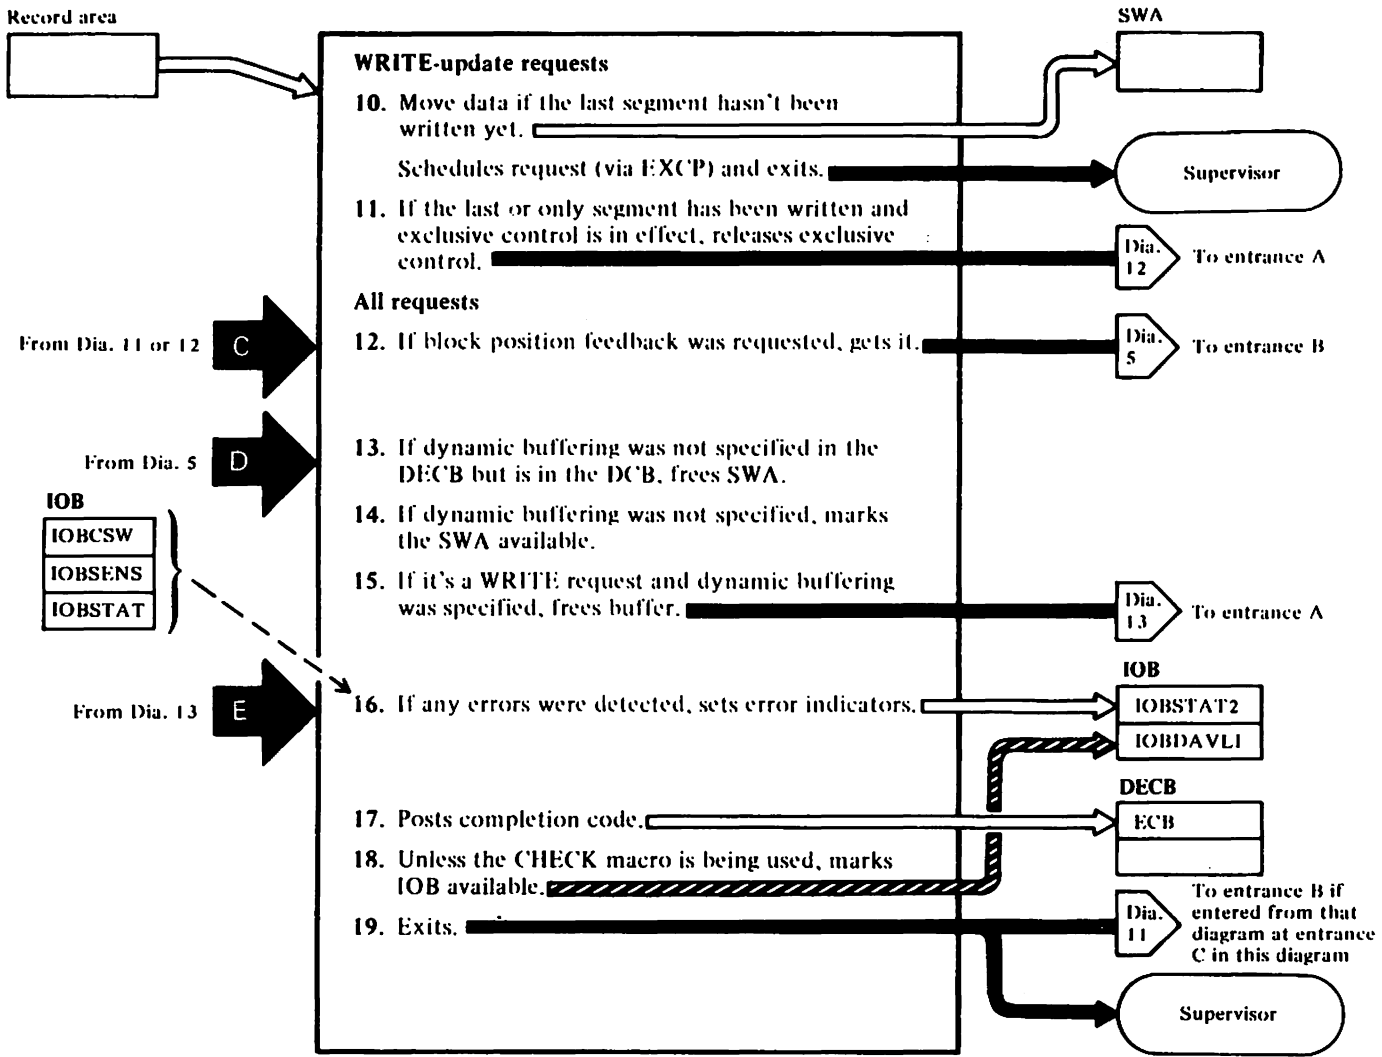 Record area
SWA
WRITE-update requests
10. Move data if the last segment hasn't been
written yet.
Schedules request (via EXCP) and exits.
Supervisor
11. If the last or only segment has been written and
exclusive control is in effect, releases exclusive
control.
Dia.
12
To entrance A
All requests
From Dia. 11 or 12
C
12. If block position feedback was requested, gets it.
Dia.
5
To entrance B
From Dia. 5
D
13. If dynamic buffering was not specified in the
DECB but is in the DCB, frees SWA.
IOB
IOBCSW
IOBSENS
IOBSTAT
14. If dynamic buffering was not specified, marks
the SWA available.
15. If it's a WRITE request and dynamic buffering
was specified, frees buffer.
Dia.
13
To entrance A
From Dia. 13
E
16. If any errors were detected, sets error indicators.
IOB
IOBSTAT2
IOBDAVLI
17. Posts completion code.
DECB
ECB
18. Unless the CHECK macro is being used, marks
IOB available.
19. Exits.
Dia.
11
To entrance B if
entered from that
diagram at entrance
C in this diagram
Supervisor